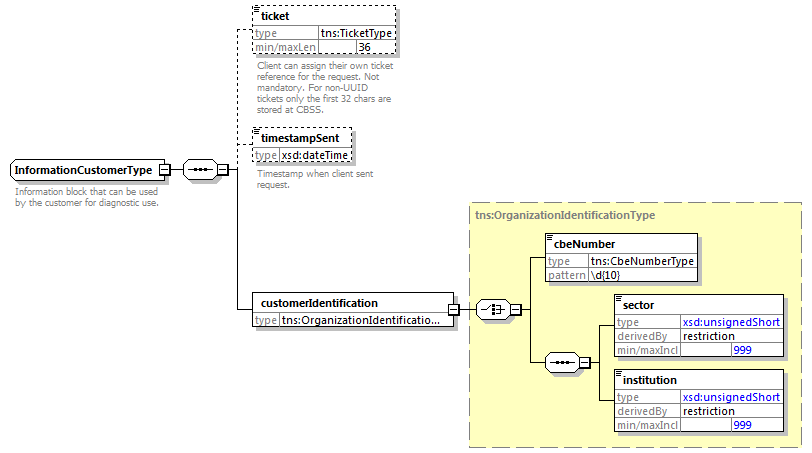 ticket
type tns:TicketType
min/maxLen 36
Client can assign their own ticket
reference for the request. Not
mandatory. For non-UUID
tickets only the first 32 chars are
stored at CBSS.
timestampSent
type xsd:dateTime
Timestamp when client sent
request.
InformationCustomerType
Information block that can be used
by the customer for diagnostic use.
tns:OrganizationIdentificationType
cbeNumber
type tns:CbeNumberType
pattern \d{10}
customerIdentification
type tns:OrganizationIdentificatio...
sector
type xsd:unsignedShort
derivedBy restriction
min/maxIncl 999
institution
type xsd:unsignedShort
derivedBy restriction
min/maxIncl 999